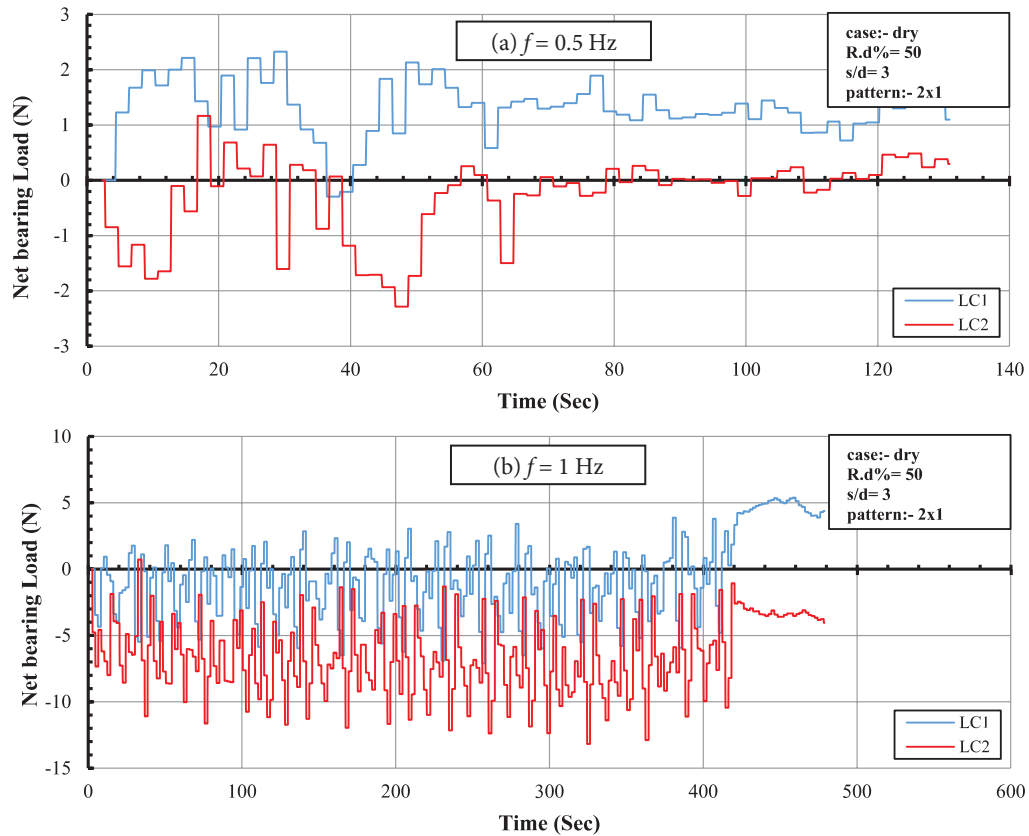 (a) f = 0.5 Hz
case:- dry
R.d%= 50
s/d= 3
pattern:- 2x1
Net bearing Load (N)
3
2
1
0
-1
-2
-3
LC1
LC2
0 20 40 60 80 100 120 140
Time (Sec)
(b) f = 1 Hz
case:- dry
R.d%= 50
s/d= 3
pattern:- 2x1
Net bearing Load (N)
10
5
0
-5
-10
-15
LC1
LC2
0 100 200 300 400 500 600
Time (Sec)